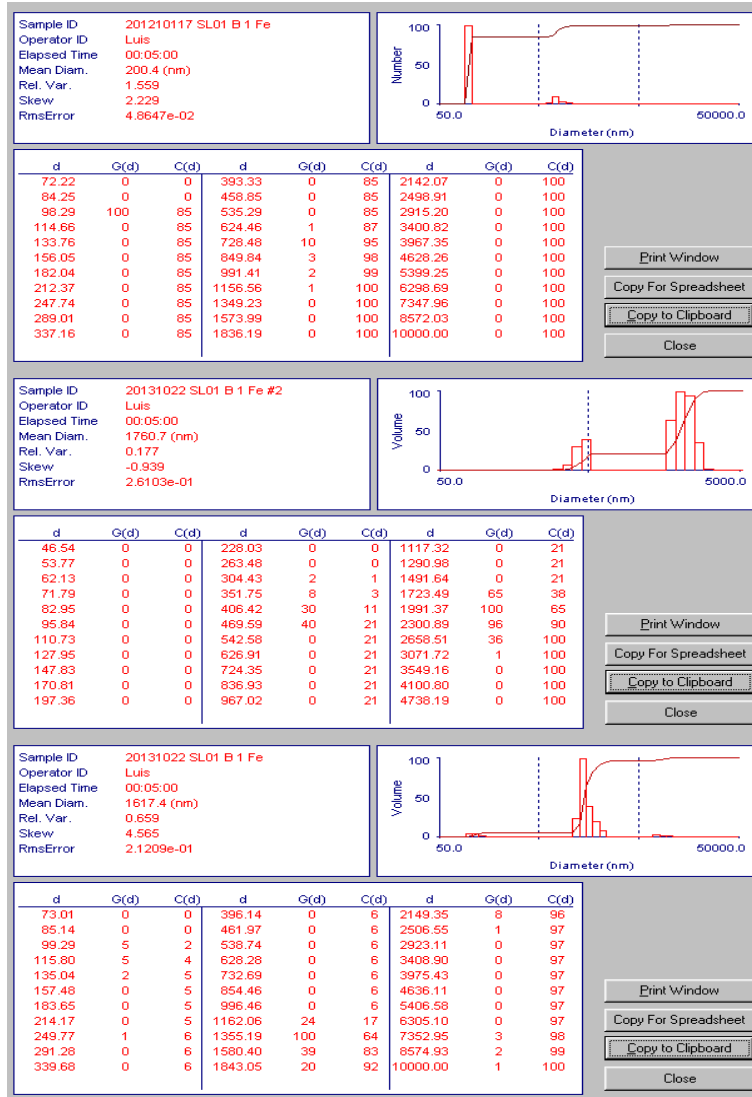 Sample ID 201210117 SL01 B 1 Fe
Operator ID Luis
Elapsed Time 00:05:00
Mean Diam. 200.4 (nm)
Rel. Var. 1.559
Skew 2.229
RmsError 4.8647e-02
Number
100
50
0
50.0 50000.0
Diameter (nm)
d G(d) C(d) d G(d) C(d) d G(d) C(d)
72.22 0 0 393.33 0 85 2142.07 0 100
84.25 0 0 458.85 0 85 2498.91 0 100
98.29 100 85 535.29 0 85 2915.20 0 100
114.66 0 85 624.46 1 87 3400.82 0 100
133.76 0 85 728.48 10 95 3967.35 0 100
156.05 0 85 849.84 3 98 4628.26 0 100
182.04 0 85 991.41 2 99 5399.25 0 100
212.37 0 85 1156.56 1 100 6298.69 0 100
247.74 0 85 1349.23 0 100 7347.96 0 100
289.01 0 85 1573.99 0 100 8572.03 0 100
337.16 0 85 1836.19 0 100 10000.00 0 100
Print Window
Copy For Spreadsheet
Copy to Clipboard
Close
Sample ID 20131022 SL01 B 1 Fe #2
Operator ID Luis
Elapsed Time 00:05:00
Mean Diam. 1760.7 (nm)
Rel. Var. 0.177
Skew -0.939
RmsError 2.6103e-01
Volume
100
50
0
50.0 5000.0
Diameter (nm)
d G(d) C(d) d G(d) C(d) d G(d) C(d)
46.54 0 0 228.03 0 0 1117.32 0 21
53.77 0 0 263.48 0 0 1290.98 0 21
62.13 0 0 304.43 2 1 1491.64 0 21
71.79 0 0 351.75 8 3 1723.49 65 38
82.95 0 0 406.42 30 11 1991.37 100 65
95.84 0 0 469.59 40 21 2300.89 96 90
110.73 0 0 542.58 0 21 2658.51 36 100
127.95 0 0 626.91 0 21 3071.72 1 100
147.83 0 0 724.35 0 21 3549.16 0 100
170.81 0 0 836.93 0 21 4100.80 0 100
197.36 0 0 967.02 0 21 4738.19 0 100
Print Window
Copy For Spreadsheet
Copy to Clipboard
Close
Sample ID 20131022 SL01 B 1 Fe
Operator ID Luis
Elapsed Time 00:05:00
Mean Diam. 1617.4 (nm)
Rel. Var. 0.659
Skew 4.565
RmsError 2.1209e-01
Volume
100
50
0
50.0 50000.0
Diameter (nm)
d G(d) C(d) d G(d) C(d) d G(d) C(d)
73.01 0 0 396.14 0 6 2149.35 8 96
85.14 0 0 461.97 0 6 2506.55 1 97
99.29 5 2 538.74 0 6 2923.11 0 97
115.80 5 4 628.28 0 6 3408.90 0 97
135.04 2 5 732.69 0 6 3975.43 0 97
157.48 0 5 854.46 0 6 4636.11 0 97
183.65 0 5 996.46 0 6 5406.58 0 97
214.17 0 5 1162.06 24 17 6305.10 0 97
249.77 1 6 1355.19 100 64 7352.95 3 98
291.28 0 6 1580.40 39 83 8574.93 2 99
339.68 0 6 1843.05 20 92 10000.00 1 100
Print Window
Copy For Spreadsheet
Copy to Clipboard
Close